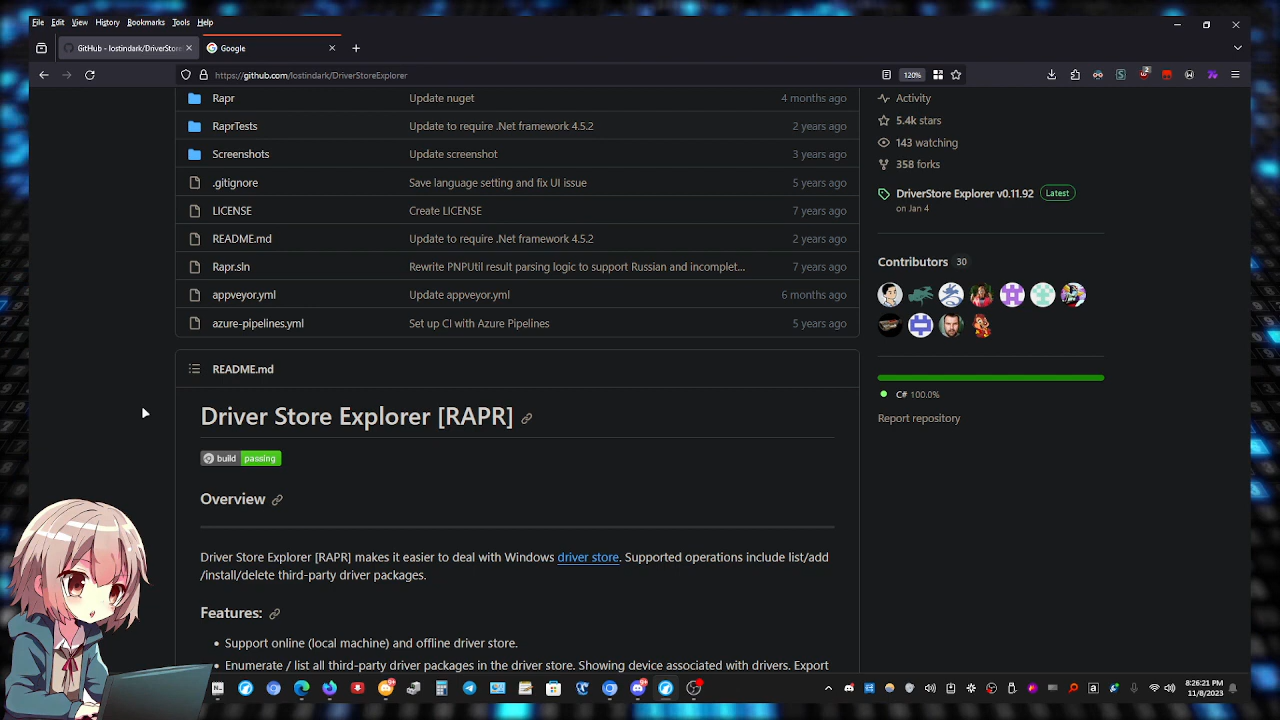 File Edit View History Bookmarks Tools Help
GitHub - lostindark/DriverStore
Google
https://github.com/lostindark/DriverStoreExplorer
120%
2
Rapr Update nuget 4 months ago
RaprTests Update to require .Net framework 4.5.2 2 years ago
Screenshots Update screenshot 3 years ago
.gitignore Save language setting and fix UI issue 5 years ago
LICENSE Create LICENSE 7 years ago
README.md Update to require .Net framework 4.5.2 2 years ago
Rapr.sln Rewrite PNPUtil result parsing logic to support Russian and incomplet... 7 years ago
appveyor.yml Update appveyor.yml 6 months ago
azure-pipelines.yml Set up CI with Azure Pipelines 5 years ago
README.md
Driver Store Explorer [RAPR]
build passing
Overview
Driver Store Explorer [RAPR] makes it easier to deal with Windows driver store. Supported operations include list/add
/install/delete third-party driver packages.
Features:
Support online (local machine) and offline driver store.
Enumerate / list all third-party driver packages in the driver store. Showing device associated with drivers. Export
Activity
5.4k stars
143 watching
358 forks
DriverStore Explorer v0.11.92 Latest
on Jan 4
Contributors 30
C# 100.0%
Report repository
8:26:21 PM
11/8/2023